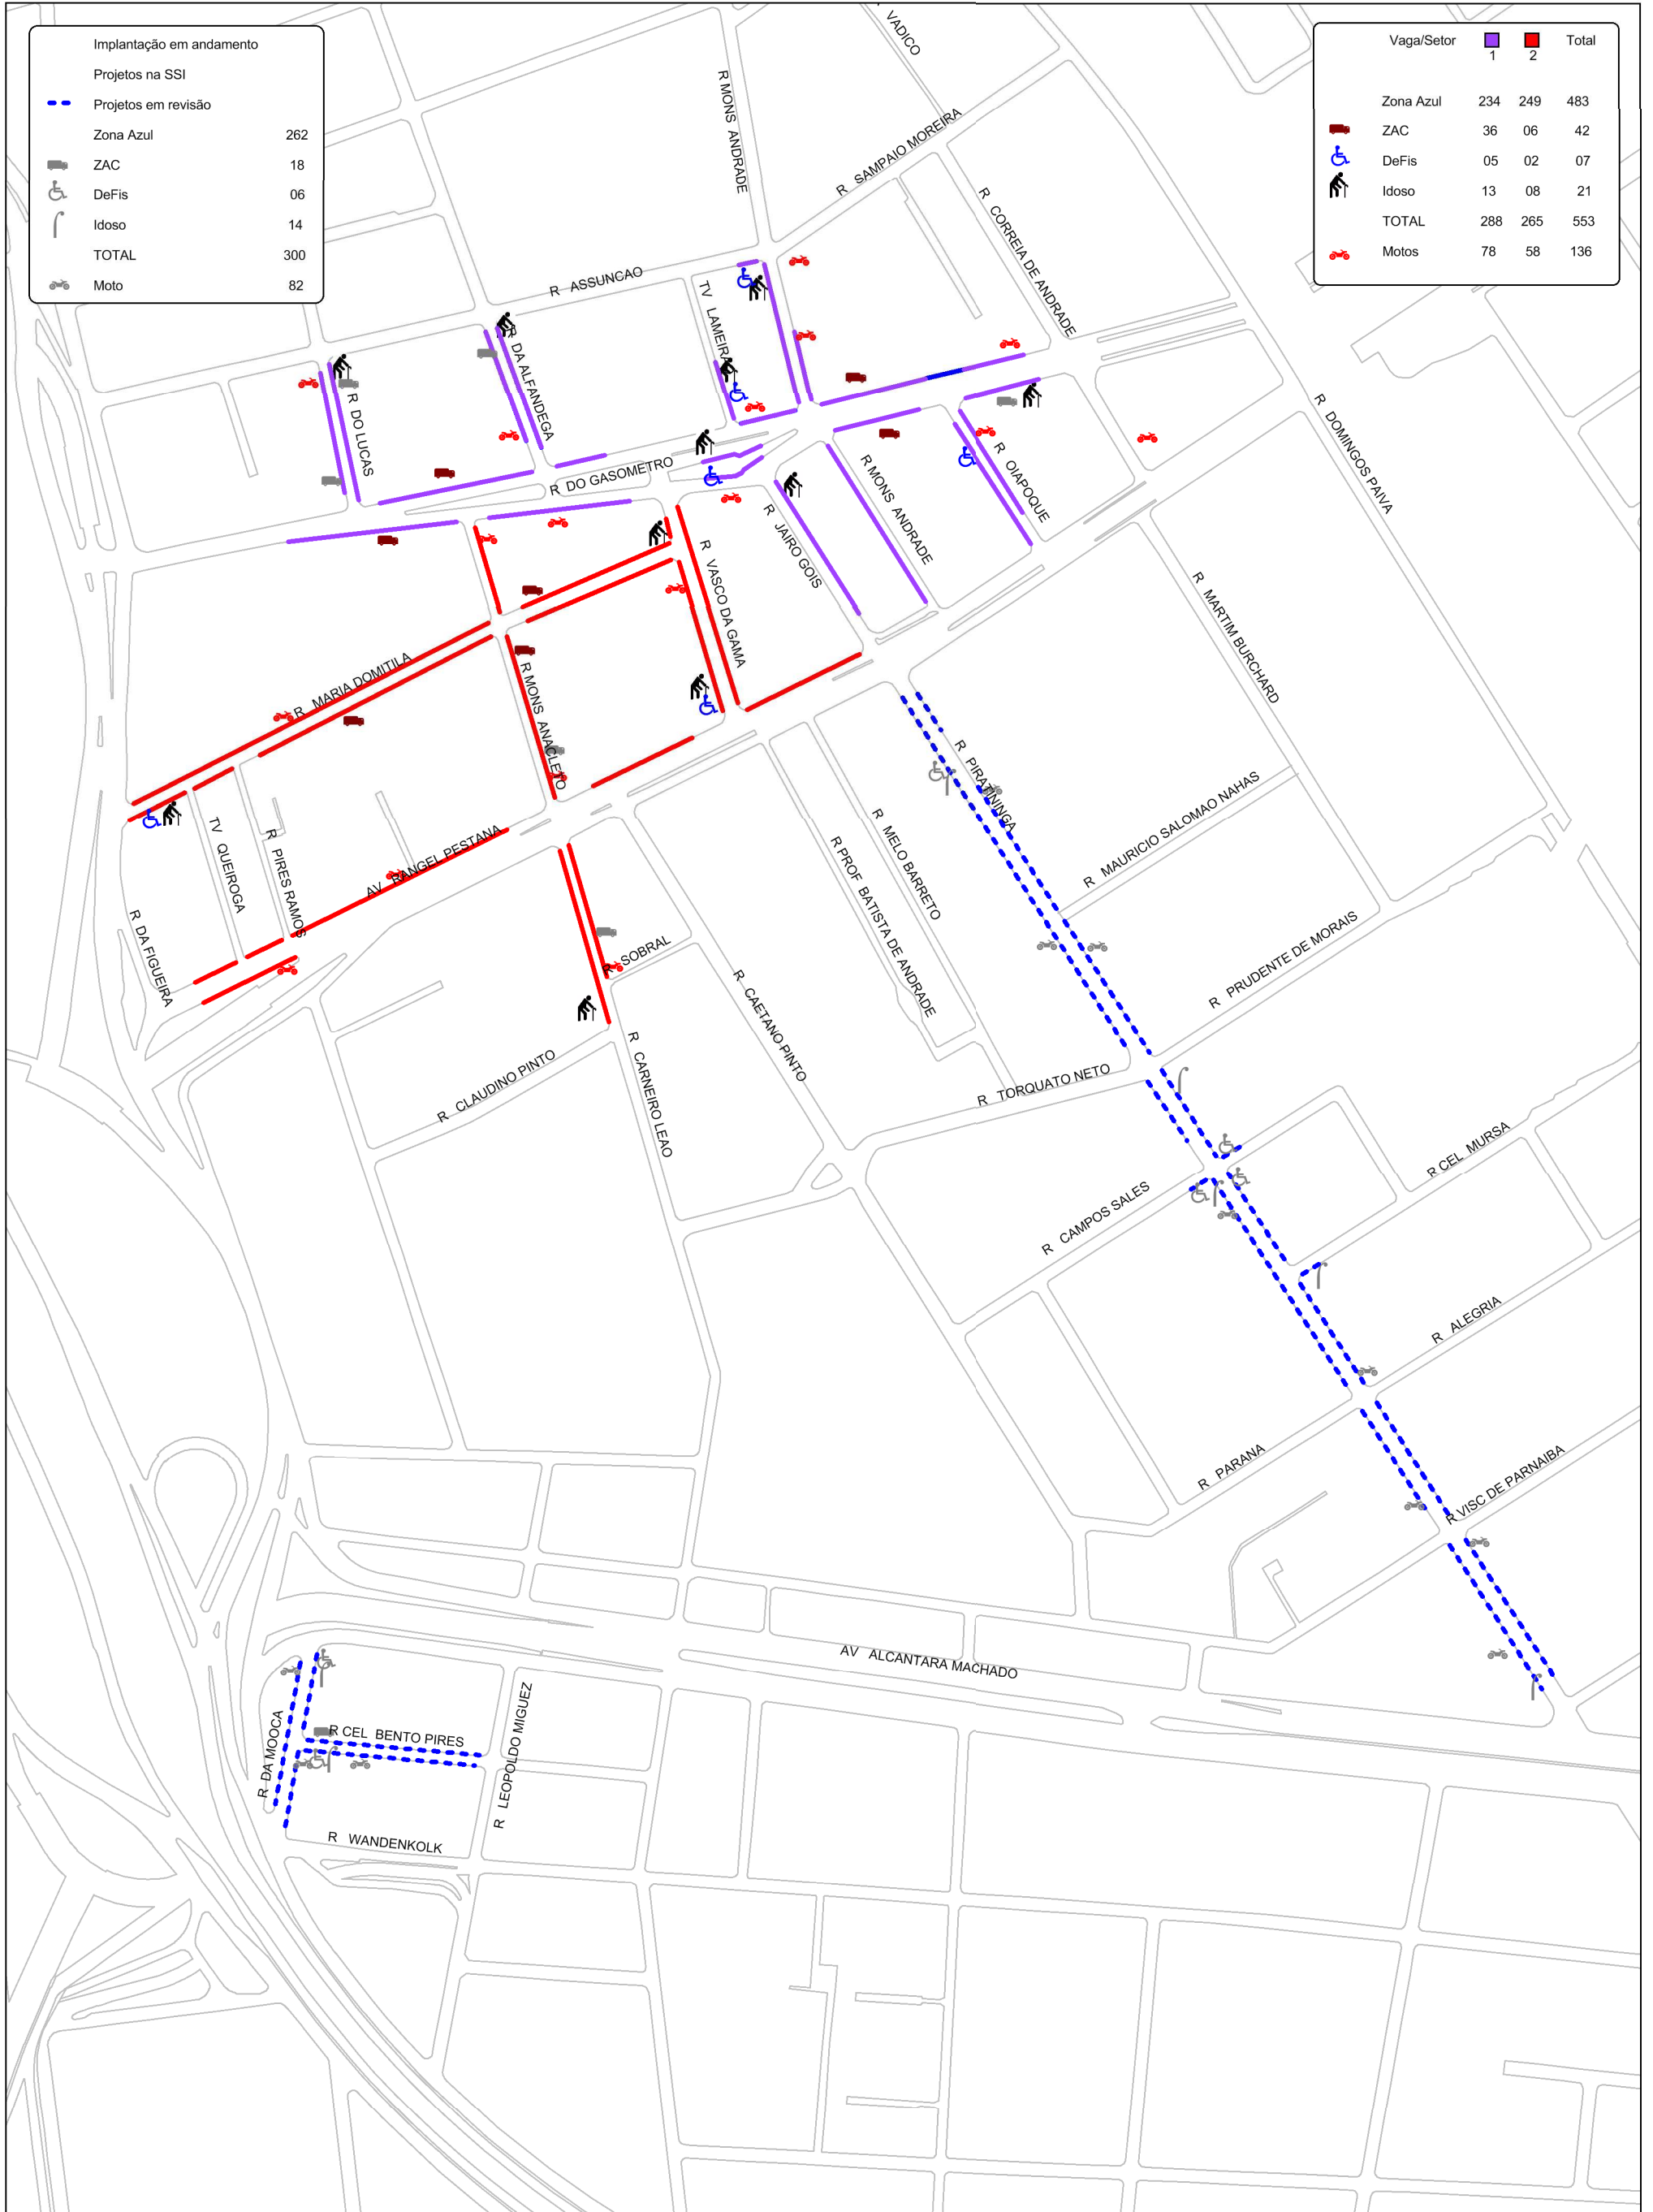 Implantação em andamento
Projetos na SSI
Projetos em revisão
Zona Azul 262
ZAC 18
DeFis 06
Idoso 14
TOTAL 300
Moto 82
Vaga/Setor 1 2 Total
Zona Azul 234 249 483
ZAC 36 06 42
DeFis 05 02 07
Idoso 13 08 21
TOTAL 288 265 553
Motos 78 58 136
VADICO
R MONS ANDRADE
R SAMPAIO MOREIRA
R CORREIA DE ANDRADE
R ASSUNCAO
TV LAMEIRAO
R DA ALFANDEGA
R DO LUCAS
R DO GASOMETRO
R DOMINGOS PAIVA
R OIAPOQUE
R MONS ANDRADE
R JAIRO GOIS
R VASCO DA GAMA
R MARTIM BURCHARD
R MARIA DOMITILA
R MONS ANACLETO
R PIRATININGA
R MAURICIO SALOMAO NAHAS
R MELO BARRETO
R PROF BATISTA DE ANDRADE
TV QUEIROGA
R PIRES RAMOS
AV RANGEL PESTANA
R DA FIGUEIRA
R SOBRAL
R CAETANO PINTO
R PRUDENTE DE MORAIS
R CLAUDINO PINTO
R CARNEIRO LEAO
R TORQUATO NETO
R CEL MURSA
R CAMPOS SALES
R ALEGRIA
R PARANA
R VISC DE PARNAIBA
AV ALCANTARA MACHADO
R DA MOOCA
R CEL BENTO PIRES
R LEOPOLDO MIGUEZ
R WANDENKOLK